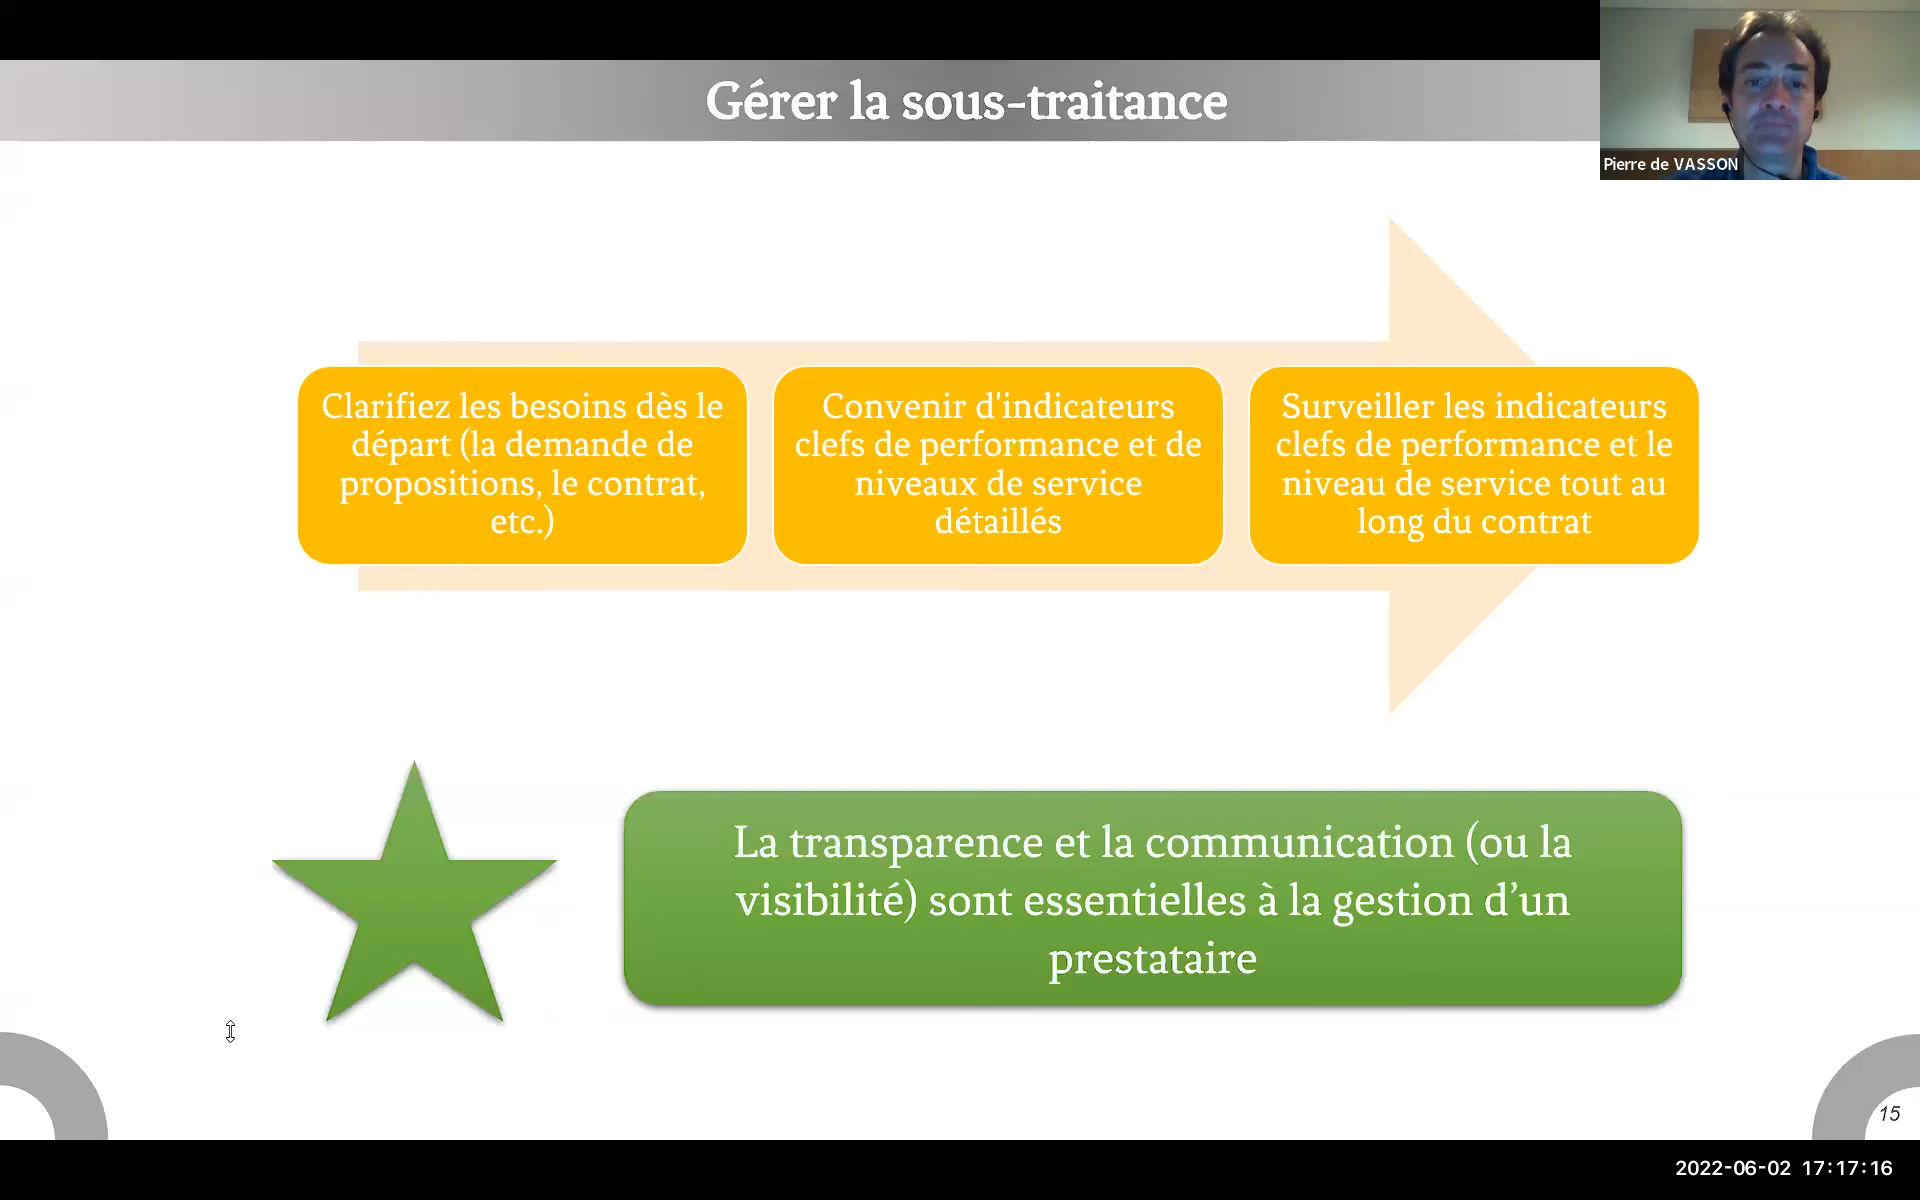 Gérer la sous-traitance
Pierre de VASSON
Clarifiez les besoins dès le
départ (la demande de
propositions, le contrat,
etc.)
Convenir d'indicateurs
clefs de performance et de
niveaux de service
détaillés
Surveiller les indicateurs
clefs de performance et le
niveau de service tout au
long du contrat
La transparence et la communication (ou la
visibilité) sont essentielles à la gestion d’un
prestataire
15
2022-06-02 17:17:16